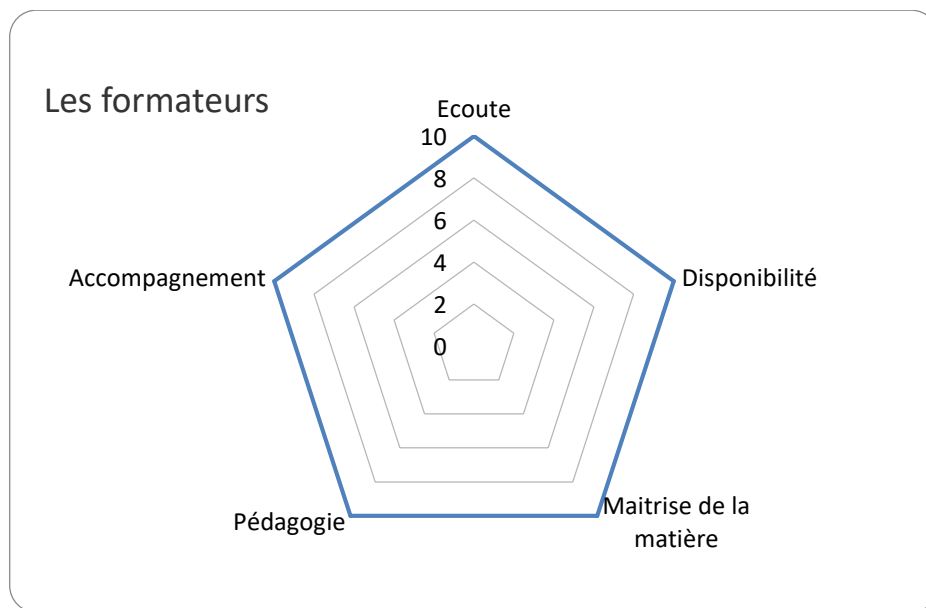 Les formateurs
Ecoute
10
8
6
4
2
0
Accompagnement
Disponibilité
Pédagogie
Maitrise de la
matière